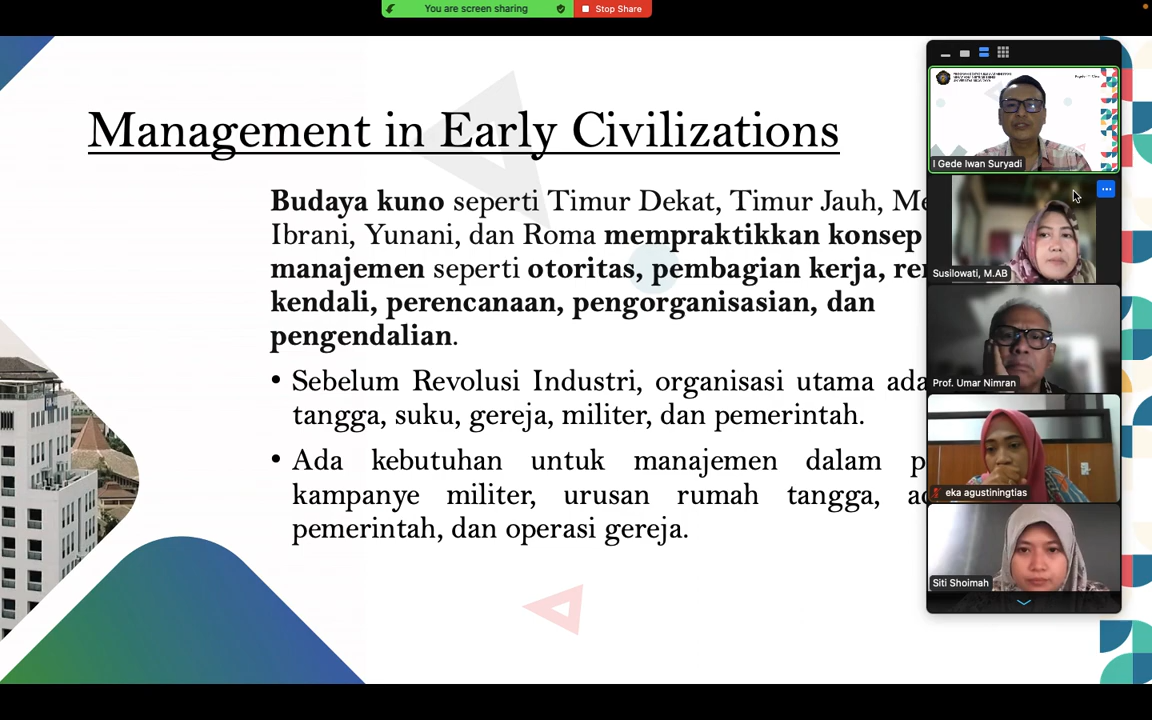 You are screen sharing
Stop Share
Management in Early Civilizations
Budaya kuno seperti Timur Dekat, Timur Jauh,
Ibrani, Yunani, dan Roma mempraktikkan konsep
manajemen seperti otoritas, pembagian kerja,
kendali, perencanaan, pengorganisasian, dan
pengendalian.
• Sebelum Revolusi Industri, organisasi utama
tangga, suku, gereja, militer, dan pemerintah.
• Ada kebutuhan untuk manajemen dalam
kampanye militer, urusan rumah tangga,
pemerintah, dan operasi gereja.
I Gede Iwan Suryadi
Susilowati, M.AB
Prof. Umar Nimran
eka agustiningtias
Siti Shoimah